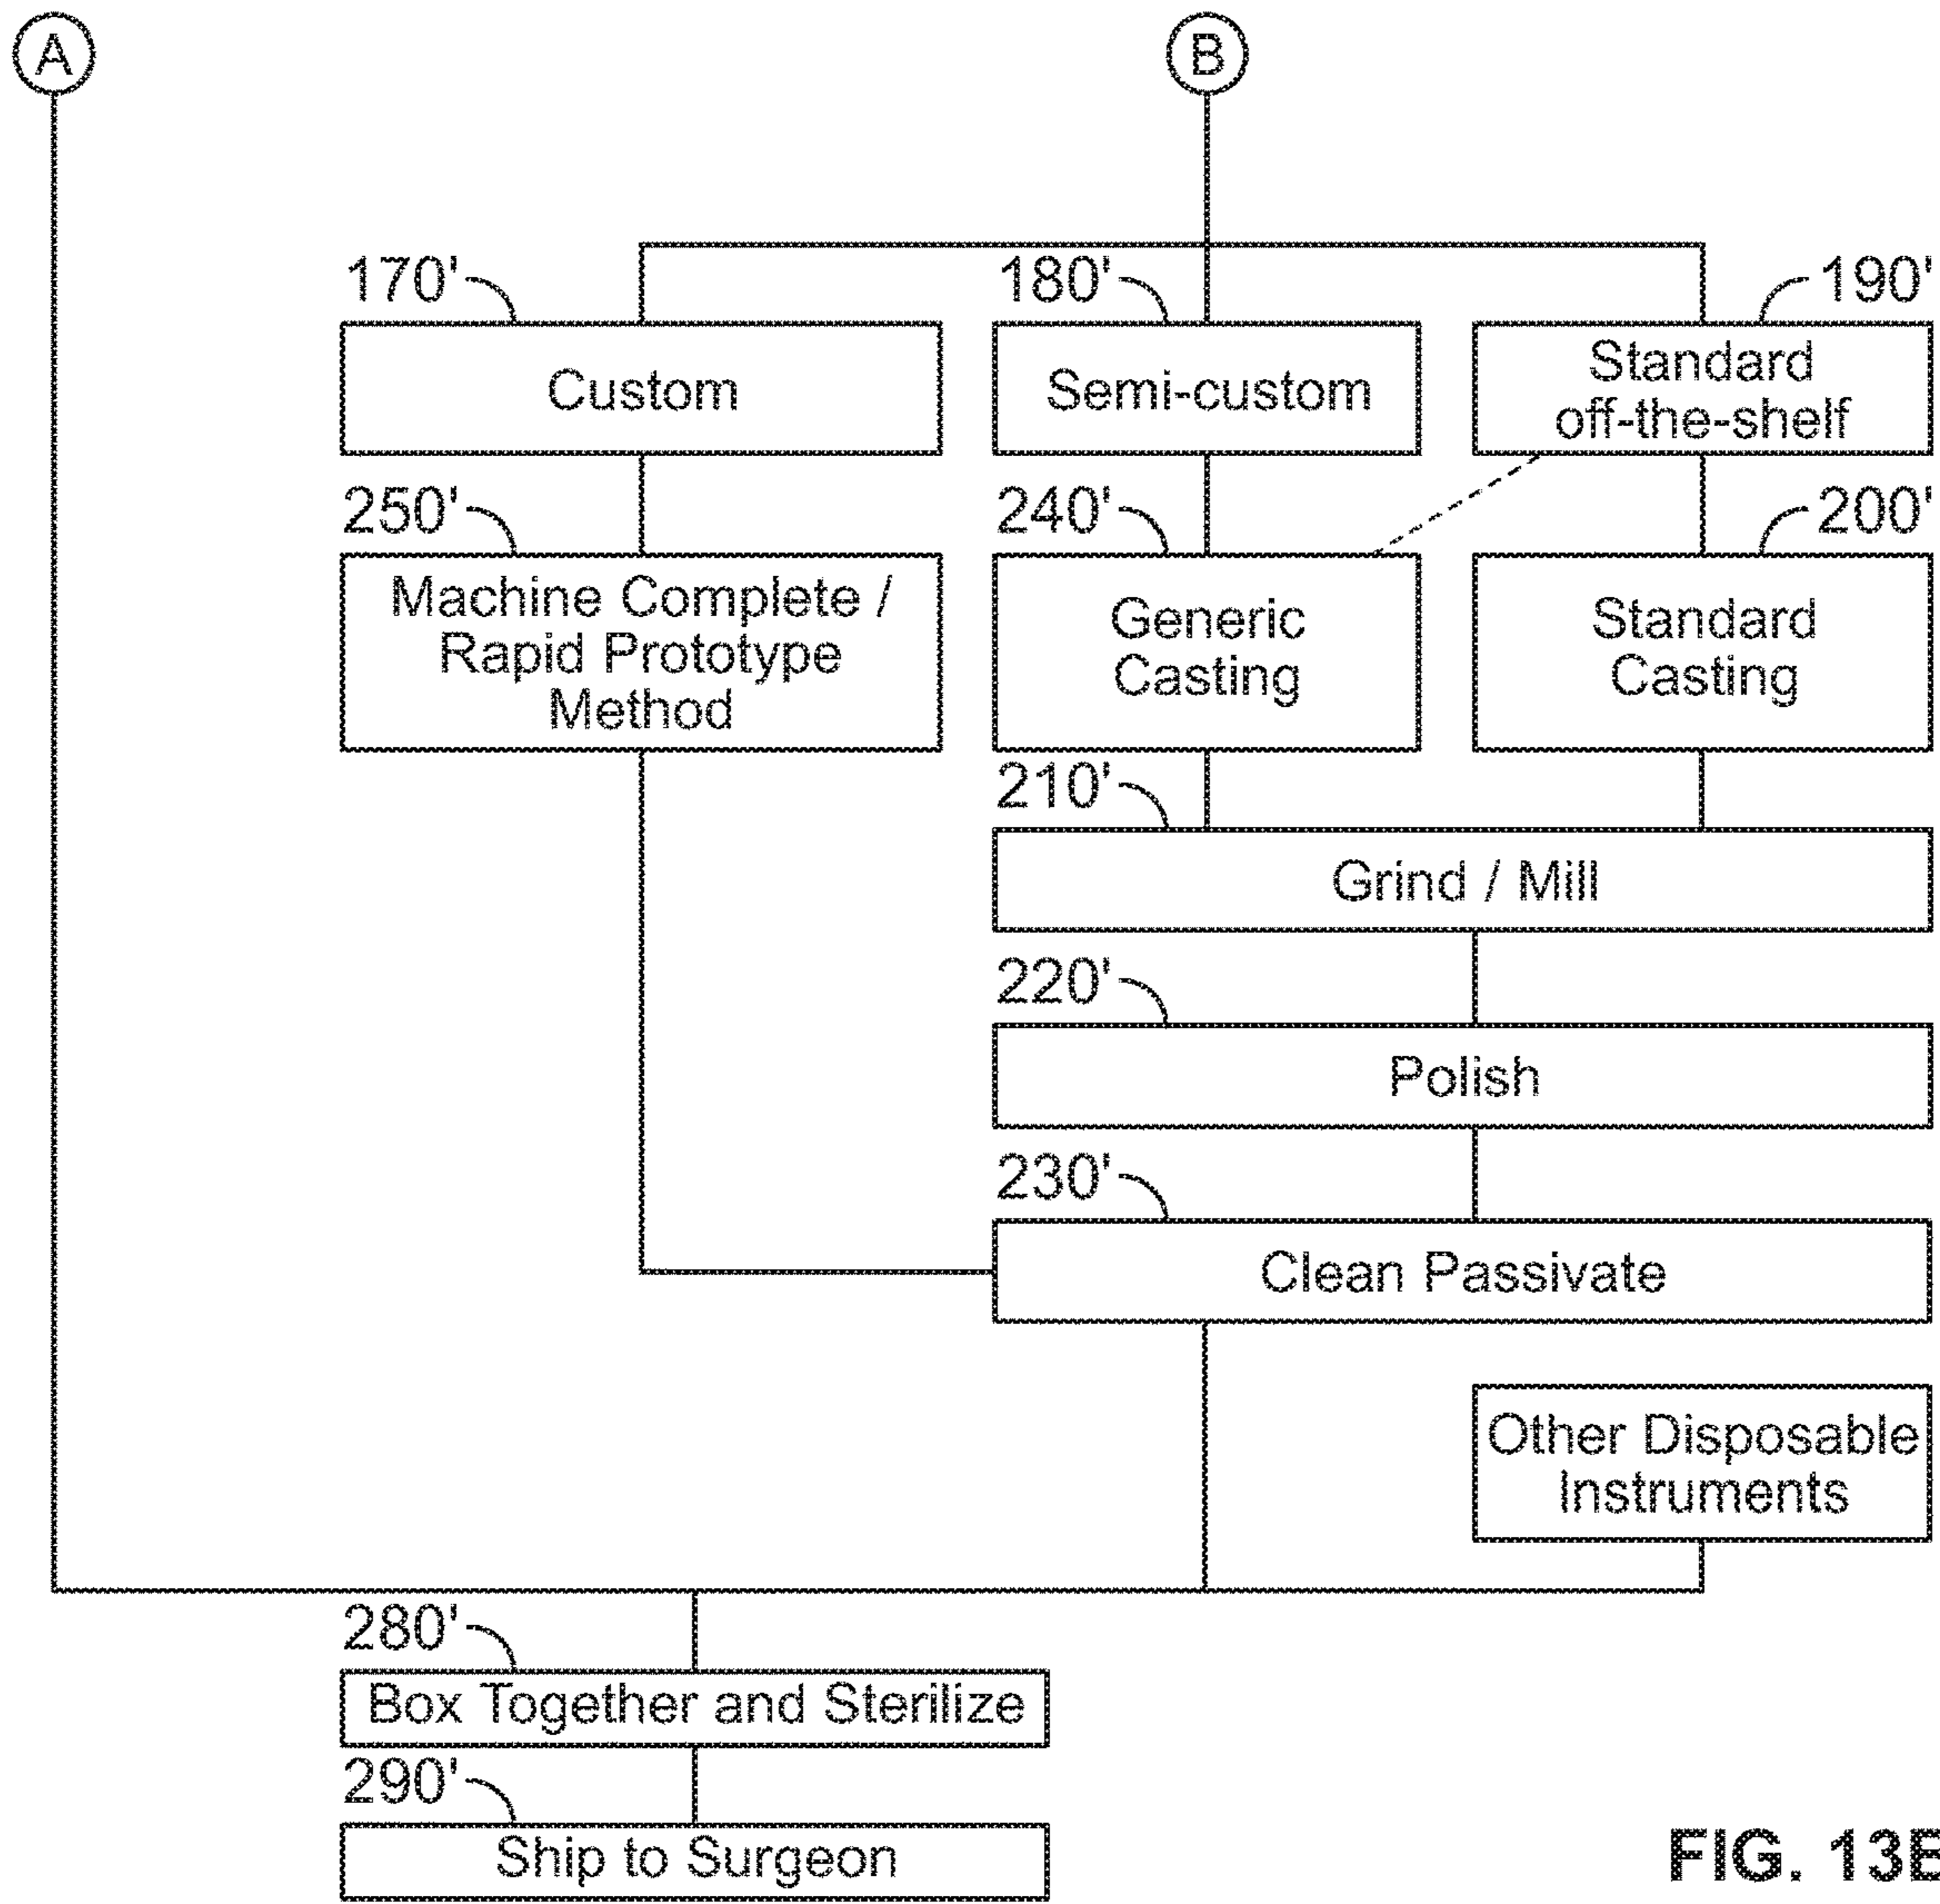 A
B
170'
180'
190'
Custom
Semi-custom
Standard
off-the-shelf
250'
240'
200'
Machine Complete /
Rapid Prototype
Method
Generic
Casting
Standard
Casting
210'
Grind / Mill
220'
Polish
230'
Clean Passivate
Other Disposable
Instruments
280'
Box Together and Sterilize
290'
Ship to Surgeon
FIG. 13B